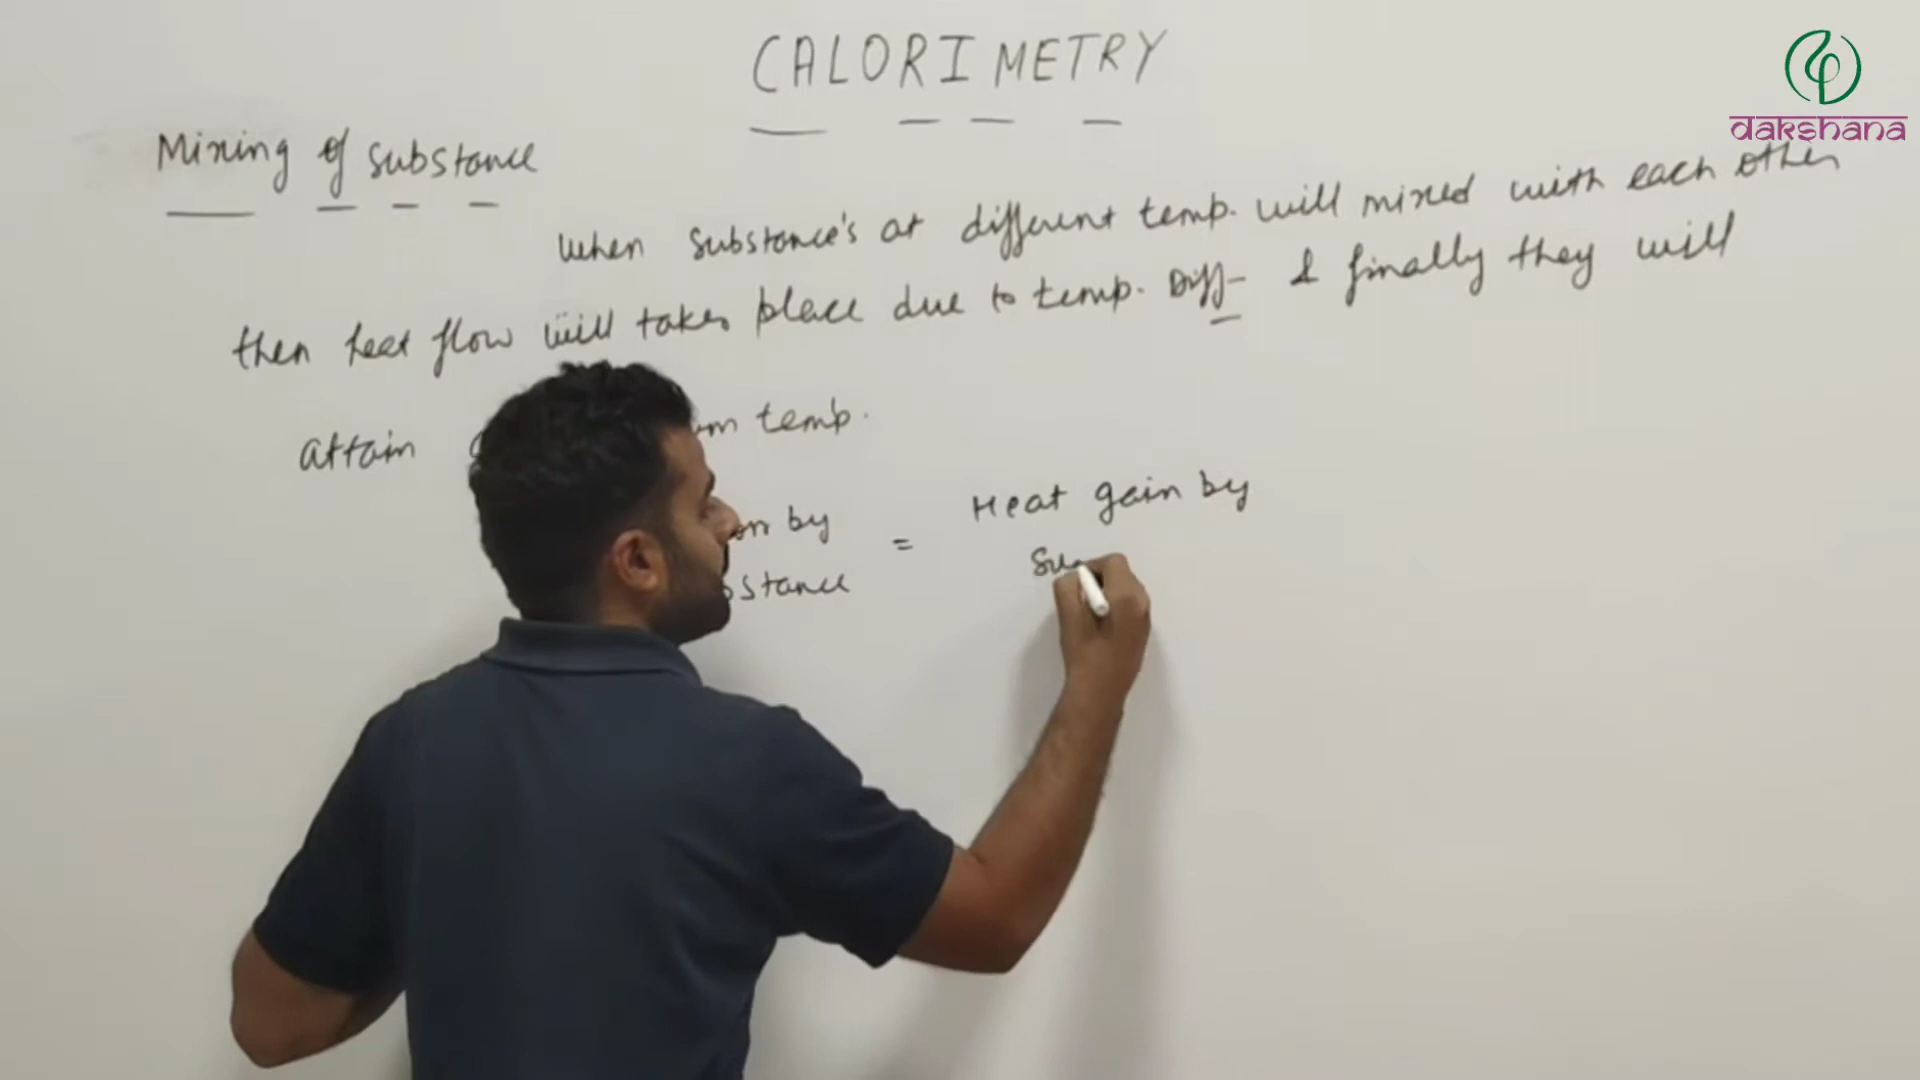 CALORIMETRY
dakshana
Mixing of substance
When Substance's at different temp. will mixed with each other
then heat flow will takes place due to temp. Diff- & finally they will
attain temp.
by = Heat gain by
stance Su